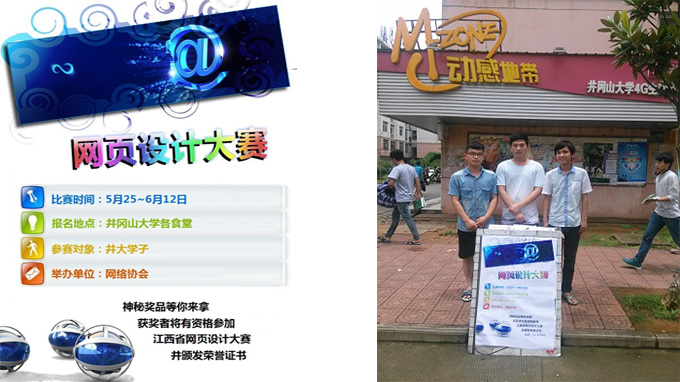 @
网页设计大赛
比赛时间：5月25~6月12日
报名地点：井冈山大学各食堂
参赛对象：井大学子
举办单位：网络协会
神秘奖品等你来拿
获奖者将有资格参加
江西省网页设计大赛
并颁发荣誉证书
M ZONE
动感地带
井冈山大学4G
@
网页设计大赛